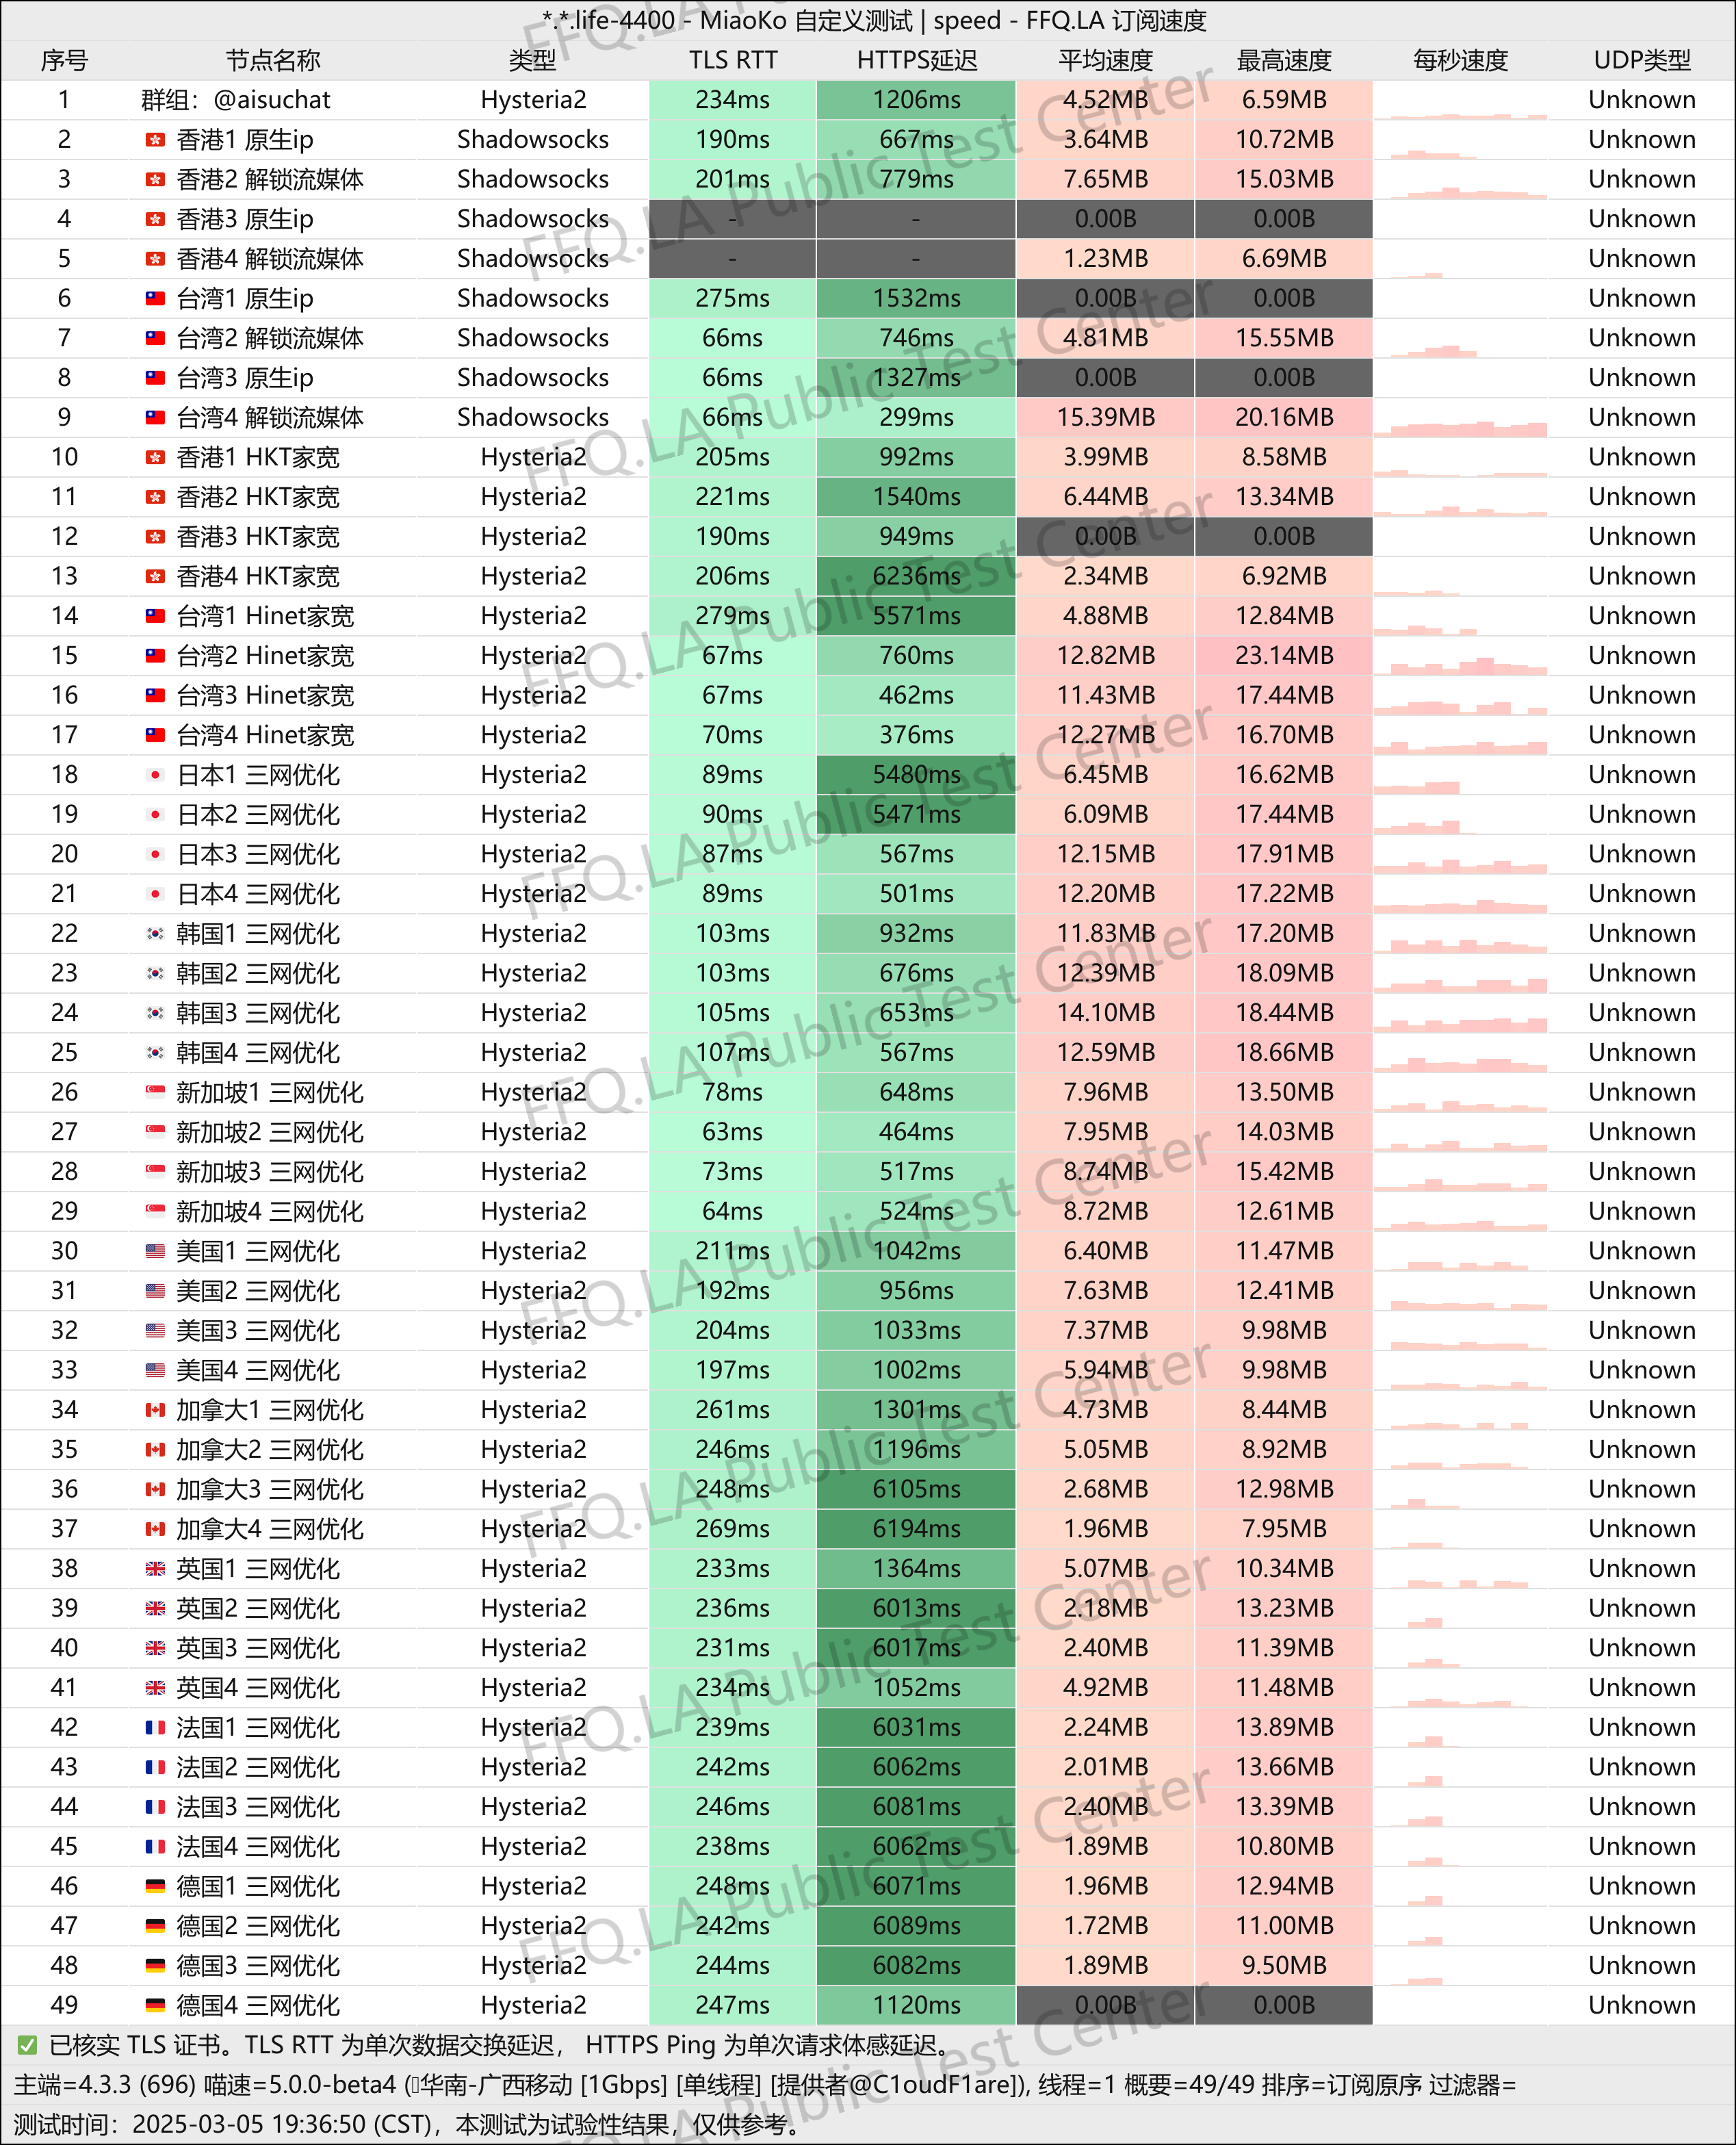 *.*.life-4400 - MiaoKo 自定义测试 | speed - FFQ.LA 订阅速度
序号 节点名称 类型 TLS RTT HTTPS延迟 平均速度 最高速度 每秒速度 UDP类型
1 群组：@aisuchat Hysteria2 234ms 1206ms 4.52MB 6.59MB Unknown
2 香港1 原生ip Shadowsocks 190ms 667ms 3.64MB 10.72MB Unknown
3 香港2 解锁流媒体 Shadowsocks 201ms 779ms 7.65MB 15.03MB Unknown
4 香港3 原生ip Shadowsocks - - 0.00B 0.00B Unknown
5 香港4 解锁流媒体 Shadowsocks - - 1.23MB 6.69MB Unknown
6 台湾1 原生ip Shadowsocks 275ms 1532ms 0.00B 0.00B Unknown
7 台湾2 解锁流媒体 Shadowsocks 66ms 746ms 4.81MB 15.55MB Unknown
8 台湾3 原生ip Shadowsocks 66ms 1327ms 0.00B 0.00B Unknown
9 台湾4 解锁流媒体 Shadowsocks 66ms 299ms 15.39MB 20.16MB Unknown
10 香港1 HKT家宽 Hysteria2 205ms 992ms 3.99MB 8.58MB Unknown
11 香港2 HKT家宽 Hysteria2 221ms 1540ms 6.44MB 13.34MB Unknown
12 香港3 HKT家宽 Hysteria2 190ms 949ms 0.00B 0.00B Unknown
13 香港4 HKT家宽 Hysteria2 206ms 6236ms 2.34MB 6.92MB Unknown
14 台湾1 Hinet家宽 Hysteria2 279ms 5571ms 4.88MB 12.84MB Unknown
15 台湾2 Hinet家宽 Hysteria2 67ms 760ms 12.82MB 23.14MB Unknown
16 台湾3 Hinet家宽 Hysteria2 67ms 462ms 11.43MB 17.44MB Unknown
17 台湾4 Hinet家宽 Hysteria2 70ms 376ms 12.27MB 16.70MB Unknown
18 日本1 三网优化 Hysteria2 89ms 5480ms 6.45MB 16.62MB Unknown
19 日本2 三网优化 Hysteria2 90ms 5471ms 6.09MB 17.44MB Unknown
20 日本3 三网优化 Hysteria2 87ms 567ms 12.15MB 17.91MB Unknown
21 日本4 三网优化 Hysteria2 89ms 501ms 12.20MB 17.22MB Unknown
22 韩国1 三网优化 Hysteria2 103ms 932ms 11.83MB 17.20MB Unknown
23 韩国2 三网优化 Hysteria2 103ms 676ms 12.39MB 18.09MB Unknown
24 韩国3 三网优化 Hysteria2 105ms 653ms 14.10MB 18.44MB Unknown
25 韩国4 三网优化 Hysteria2 107ms 567ms 12.59MB 18.66MB Unknown
26 新加坡1 三网优化 Hysteria2 78ms 648ms 7.96MB 13.50MB Unknown
27 新加坡2 三网优化 Hysteria2 63ms 464ms 7.95MB 14.03MB Unknown
28 新加坡3 三网优化 Hysteria2 73ms 517ms 8.74MB 15.42MB Unknown
29 新加坡4 三网优化 Hysteria2 64ms 524ms 8.72MB 12.61MB Unknown
30 美国1 三网优化 Hysteria2 211ms 1042ms 6.40MB 11.47MB Unknown
31 美国2 三网优化 Hysteria2 192ms 956ms 7.63MB 12.41MB Unknown
32 美国3 三网优化 Hysteria2 204ms 1033ms 7.37MB 9.98MB Unknown
33 美国4 三网优化 Hysteria2 197ms 1002ms 5.94MB 9.98MB Unknown
34 加拿大1 三网优化 Hysteria2 261ms 1301ms 4.73MB 8.44MB Unknown
35 加拿大2 三网优化 Hysteria2 246ms 1196ms 5.05MB 8.92MB Unknown
36 加拿大3 三网优化 Hysteria2 248ms 6105ms 2.68MB 12.98MB Unknown
37 加拿大4 三网优化 Hysteria2 269ms 6194ms 1.96MB 7.95MB Unknown
38 英国1 三网优化 Hysteria2 233ms 1364ms 5.07MB 10.34MB Unknown
39 英国2 三网优化 Hysteria2 236ms 6013ms 2.18MB 13.23MB Unknown
40 英国3 三网优化 Hysteria2 231ms 6017ms 2.40MB 11.39MB Unknown
41 英国4 三网优化 Hysteria2 234ms 1052ms 4.92MB 11.48MB Unknown
42 法国1 三网优化 Hysteria2 239ms 6031ms 2.24MB 13.89MB Unknown
43 法国2 三网优化 Hysteria2 242ms 6062ms 2.01MB 13.66MB Unknown
44 法国3 三网优化 Hysteria2 246ms 6081ms 2.40MB 13.39MB Unknown
45 法国4 三网优化 Hysteria2 238ms 6062ms 1.89MB 10.80MB Unknown
46 德国1 三网优化 Hysteria2 248ms 6071ms 1.96MB 12.94MB Unknown
47 德国2 三网优化 Hysteria2 242ms 6089ms 1.72MB 11.00MB Unknown
48 德国3 三网优化 Hysteria2 244ms 6082ms 1.89MB 9.50MB Unknown
49 德国4 三网优化 Hysteria2 247ms 1120ms 0.00B 0.00B Unknown
✅ 已核实 TLS 证书。TLS RTT 为单次数据交换延迟， HTTPS Ping 为单次请求体感延迟。
主端=4.3.3 (696) 喵速=5.0.0-beta4 (▯华南-广西移动 [1Gbps] [单线程] [提供者@C1oudF1are]), 线程=1 概要=49/49 排序=订阅原序 过滤器=
测试时间：2025-03-05 19:36:50 (CST)，本测试为试验性结果，仅供参考。
FFQ.LA Public Test Center